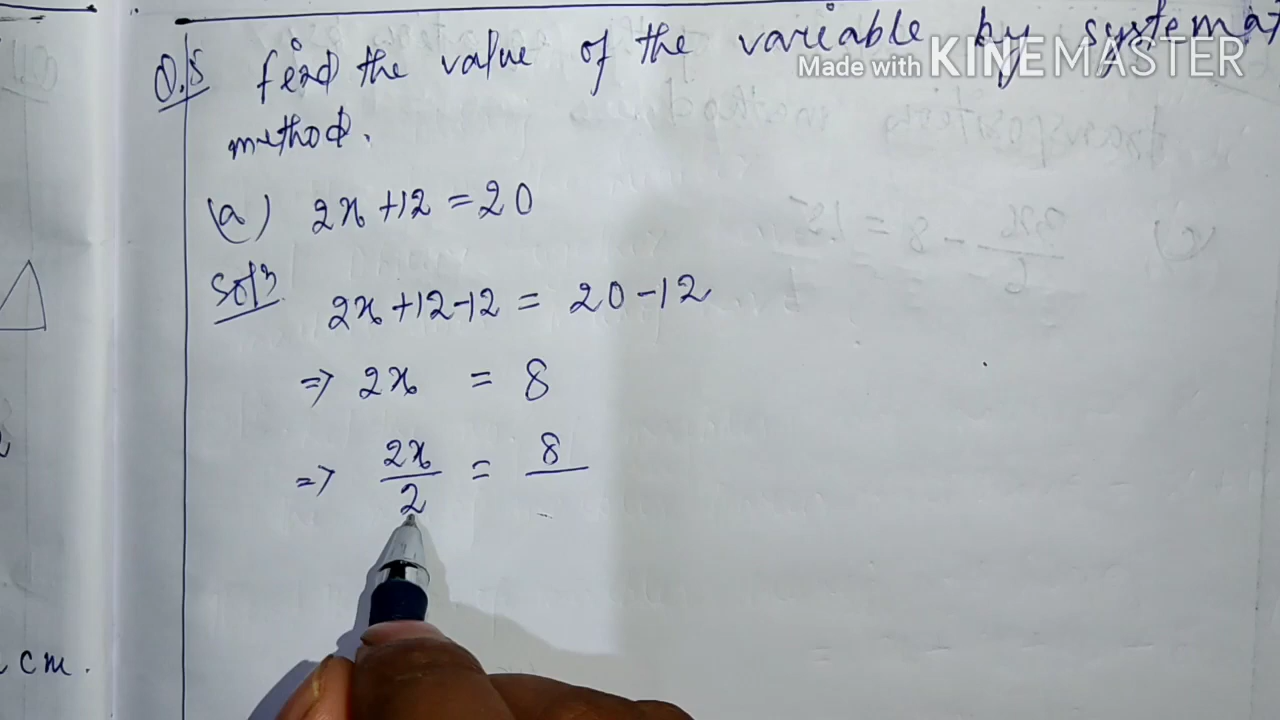 Q.5 find the value of the variable by systemat
Made with KINEMASTER
method.
(a) 2x + 12 = 20
Soln.
2x + 12 - 12 = 20 - 12
⇒ 2x = 8
⇒ 2x/2 = 8/
cm.